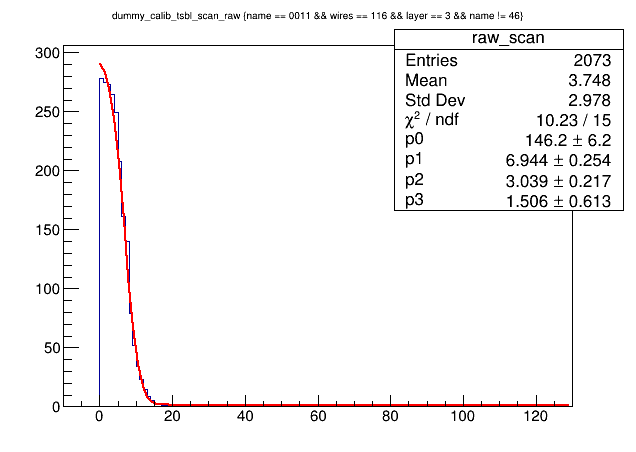 dummy_calib_tsbl_scan_raw {name == 0011 && wires == 116 && layer == 3 && name != 46}
raw_scan
Entries 2073
Mean 3.748
Std Dev 2.978
χ² / ndf 10.23 / 15
p0 146.2 ± 6.2
p1 6.944 ± 0.254
p2 3.039 ± 0.217
p3 1.506 ± 0.613
300
250
200
150
100
50
0
0 20 40 60 80 100 120